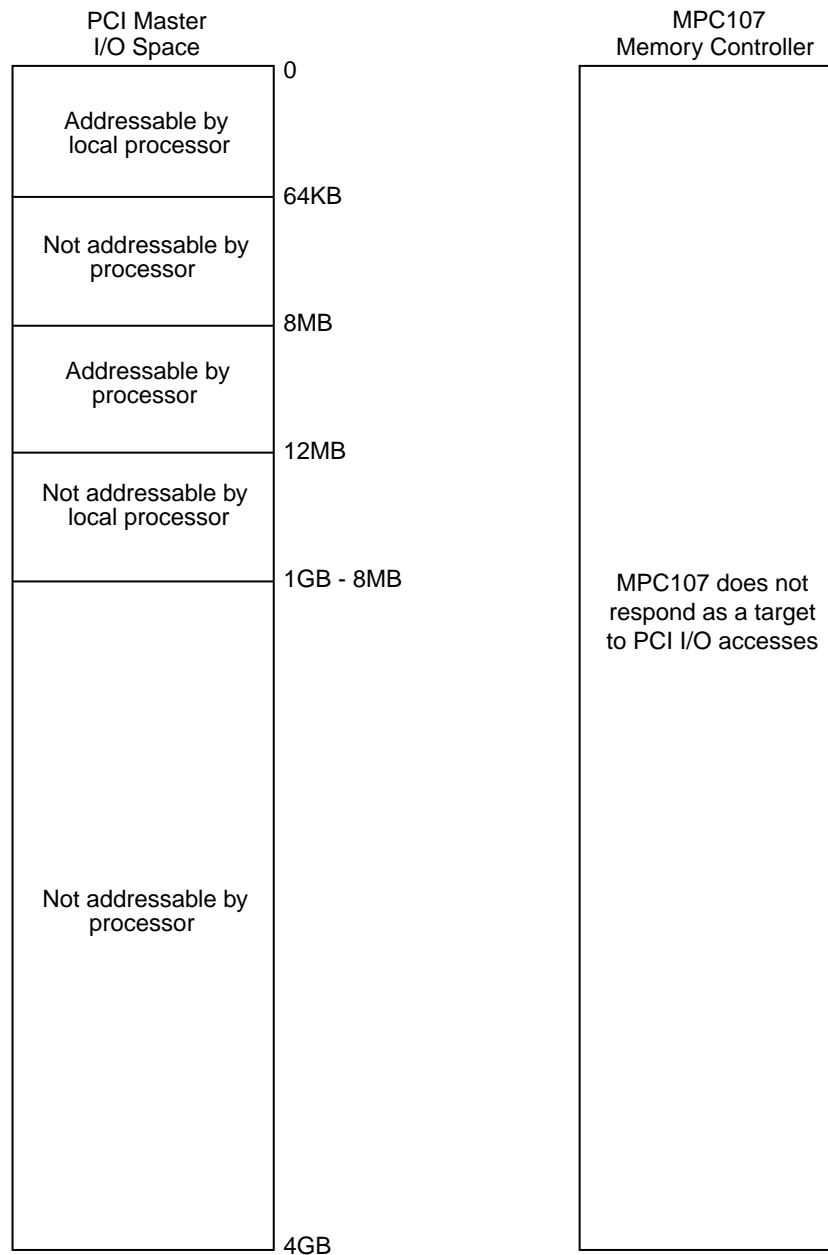 PCI Master
I/O Space
MPC107
Memory Controller
0
Addressable by
local processor
64KB
Not addressable by
processor
8MB
Addressable by
processor
12MB
Not addressable by
local processor
1GB - 8MB
MPC107 does not
respond as a target
to PCI I/O accesses
Not addressable by
processor
4GB